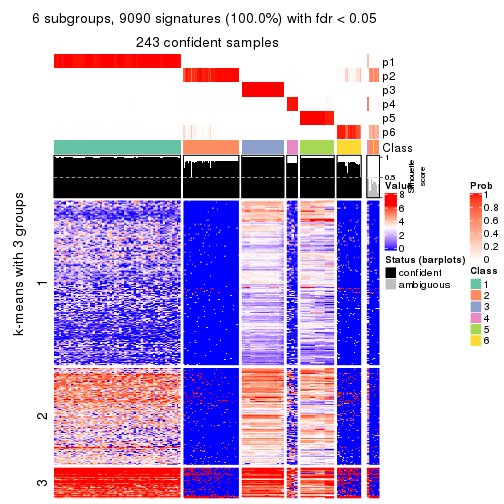 6 subgroups, 9090 signatures (100.0%) with fdr < 0.05
243 confident samples
p1
p2
p3
p4
p5
p6
Class
1
0.5
Silhouette
score
k-means with 3 groups
1
2
3
Value
8
6
4
2
0
Status (barplots)
confident
ambiguous
Prob
1
0.8
0.6
0.4
0.2
0
Class
1
2
3
4
5
6